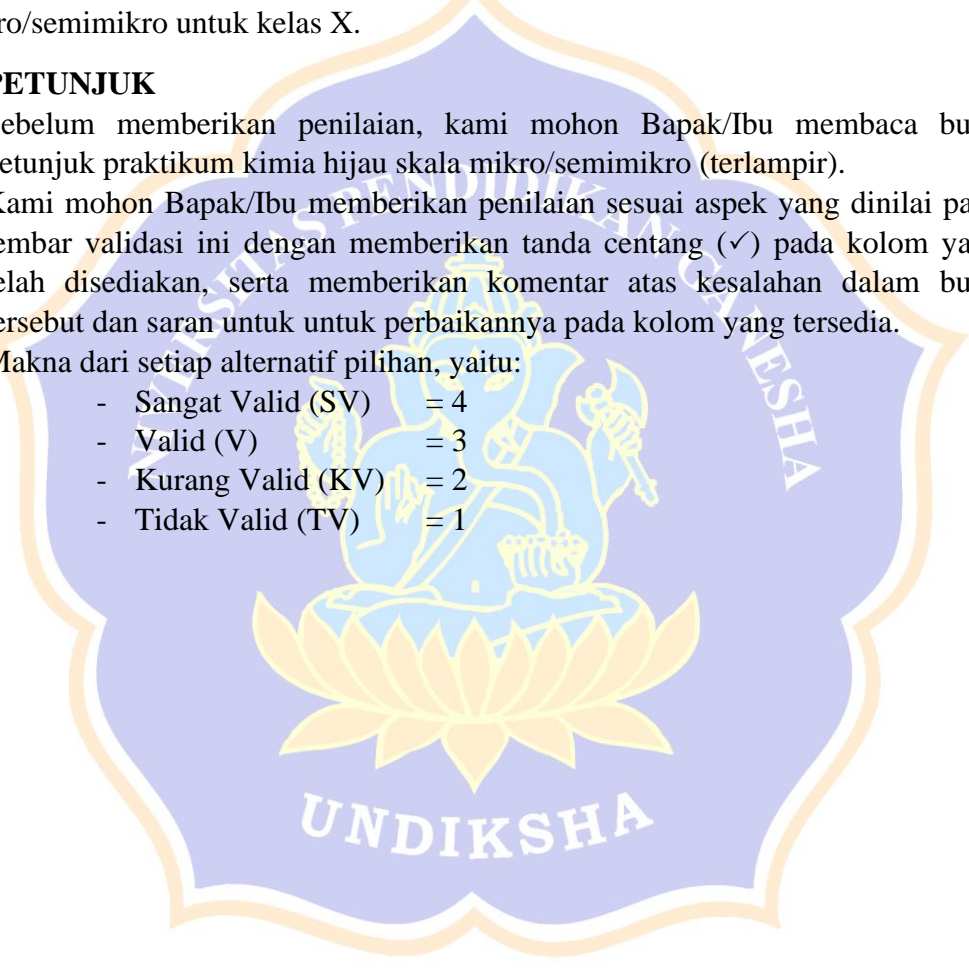 ro/semimikro untuk kelas X.
PETUNJUK
ebelum memberikan penilaian, kami mohon Bapak/Ibu membaca bu
etunjuk praktikum kimia hijau skala mikro/semimikro (terlampir).
Kami mohon Bapak/Ibu memberikan penilaian sesuai aspek yang dinilai pa
embar validasi ini dengan memberikan tanda centang (✓) pada kolom ya
elah disediakan, serta memberikan komentar atas kesalahan dalam bu
ersebut dan saran untuk untuk perbaikannya pada kolom yang tersedia.
Makna dari setiap alternatif pilihan, yaitu:
- Sangat Valid (SV) = 4
- Valid (V) = 3
- Kurang Valid (KV) = 2
- Tidak Valid (TV) = 1
UNIVERSITAS PENDIDIKAN GANESHA
UNDIKSHA